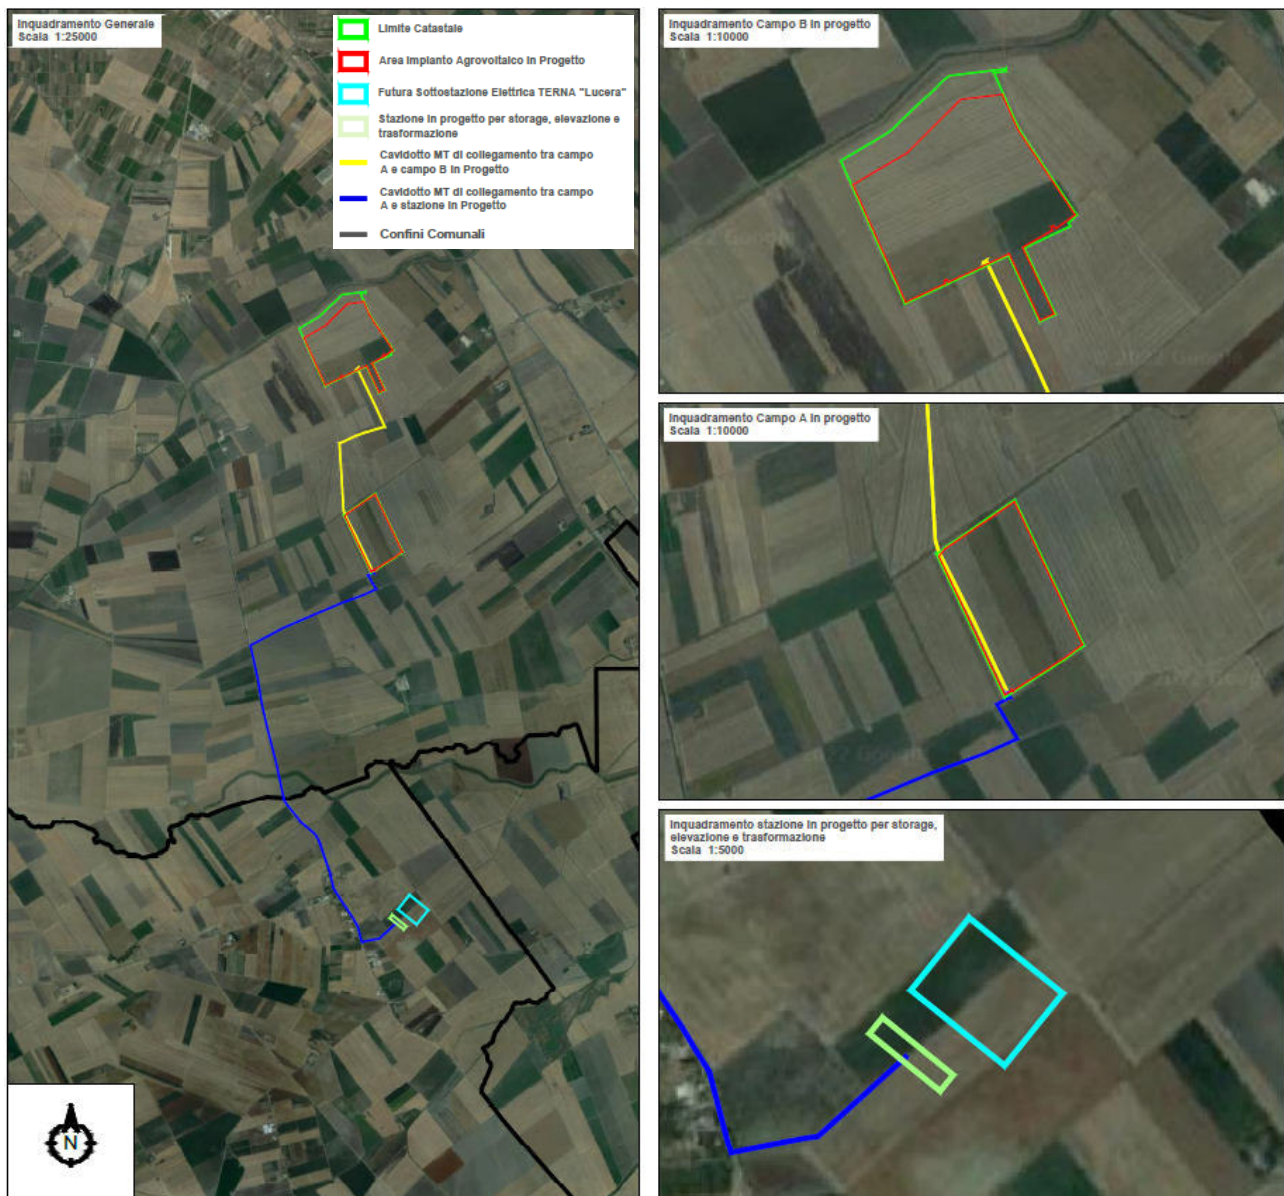 Inquadramento Generale
Scala 1:25000
Limite Catastale
Area Impianto Agrovoltaico in Progetto
Futura Sottostazione Elettrica TERNA "Lucera"
Stazione in progetto per storage, elevazione e
trasformazione
Cavidotto MT di collegamento tra campo
A e campo B in Progetto
Cavidotto MT di collegamento tra campo
A e stazione in Progetto
Confini Comunali
N
Inquadramento Campo B in progetto
Scala 1:10000
Inquadramento Campo A in progetto
Scala 1:10000
Inquadramento stazione in progetto per storage,
elevazione e trasformazione
Scala 1:5000